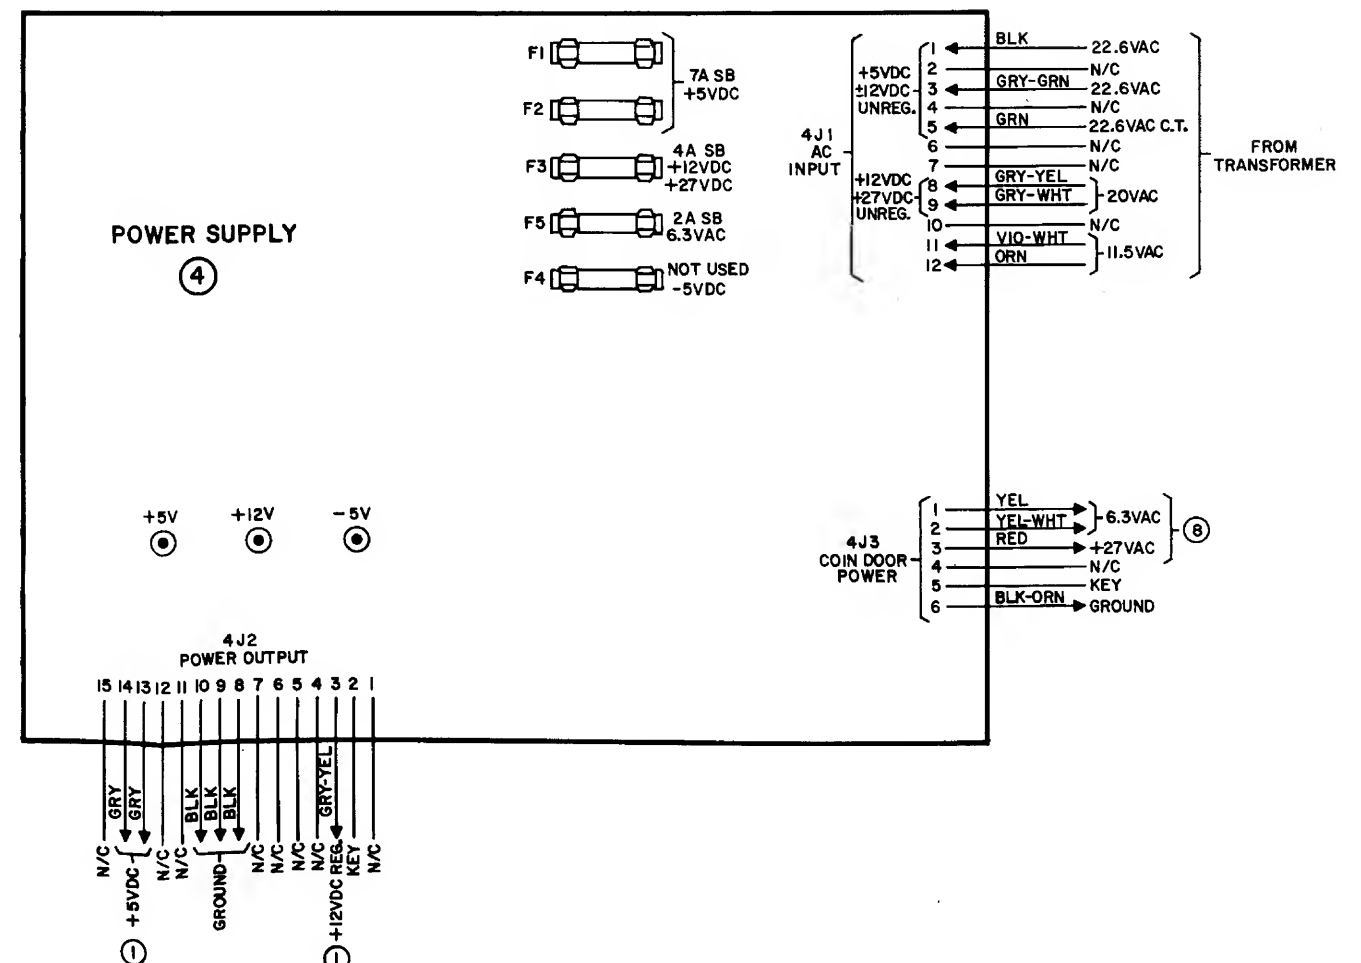 POWER SUPPLY
4
F1
F2
7A SB
+5VDC
F3
4A SB
+12VDC
+27VDC
F5
2A SB
6.3VAC
F4
NOT USED
-5VDC
4J1
AC
INPUT
+5VDC
±12VDC
UNREG.
+12VDC
+27VDC
UNREG.
1 BLK 22.6VAC
2 N/C
3 GRY-GRN 22.6VAC
4 N/C
5 GRN 22.6VAC C.T.
6 N/C
7 N/C
8 GRY-YEL
9 GRY-WHT
20VAC
10 N/C
11 VIO-WHT
12 ORN
11.5VAC
FROM
TRANSFORMER
4J3
COIN DOOR
POWER
1 YEL
2 YEL-WHT
6.3VAC
3 RED +27VAC
8
4 N/C
5 KEY
6 BLK-ORN GROUND
+5V
+12V
-5V
4J2
POWER OUTPUT
15 14 13 12 11 10 9 8 7 6 5 4 3 2 1
GRY
GRY
BLK
BLK
BLK
GRY-YEL
N/C
+5VDC
N/C
N/C
GROUND
N/C
N/C
N/C
N/C
+12VDC REG.
KEY
N/C
1
1